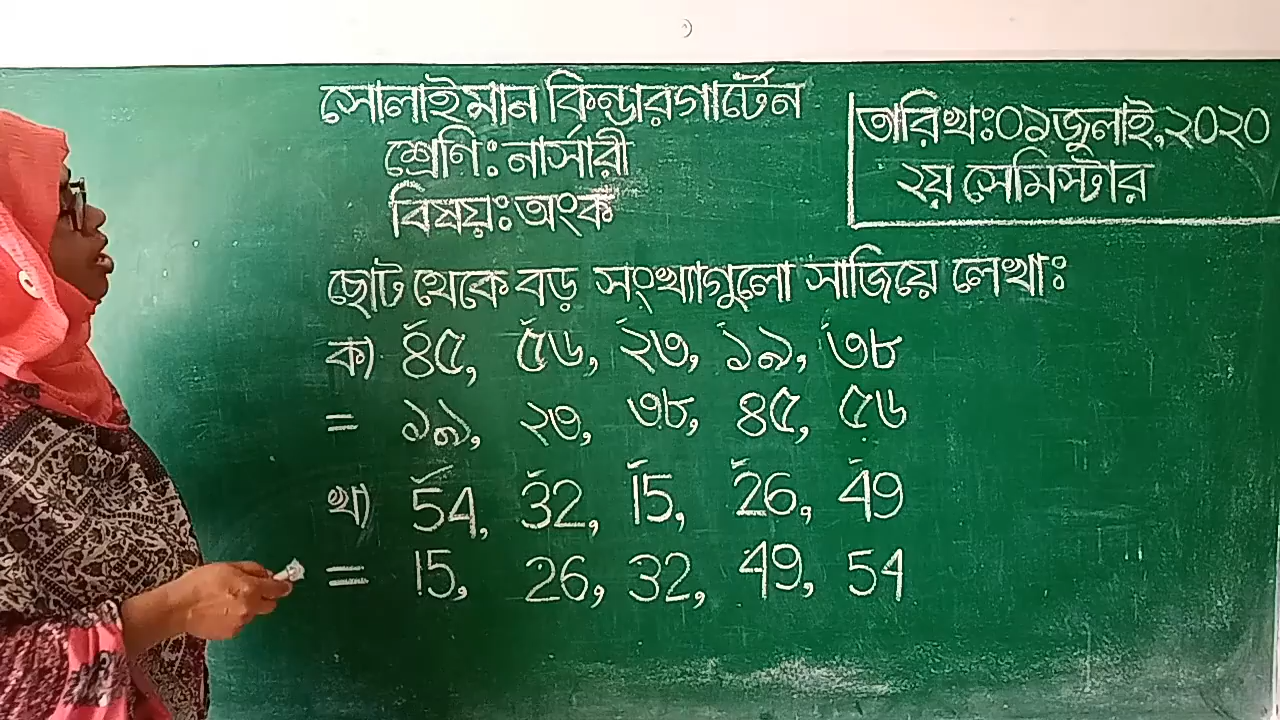 সোলাইমান কিন্ডারগার্টেন
শ্রেণি: নার্সারী
বিষয়ঃ অংক
তারিখঃ ০৯ জুলাই, ২০২০
২য় সেমিস্টার
ছোট থেকে বড় সংখ্যাগুলো সাজিয়ে লেখাঃ
ক) ৪৫, ৫৬, ২৩, ১৯, ৩৮
= ১৯, ২৩, ৩৮, ৪৫, ৫৬
খ) 54, 32, 15, 26, 49
= 15, 26, 32, 49, 54